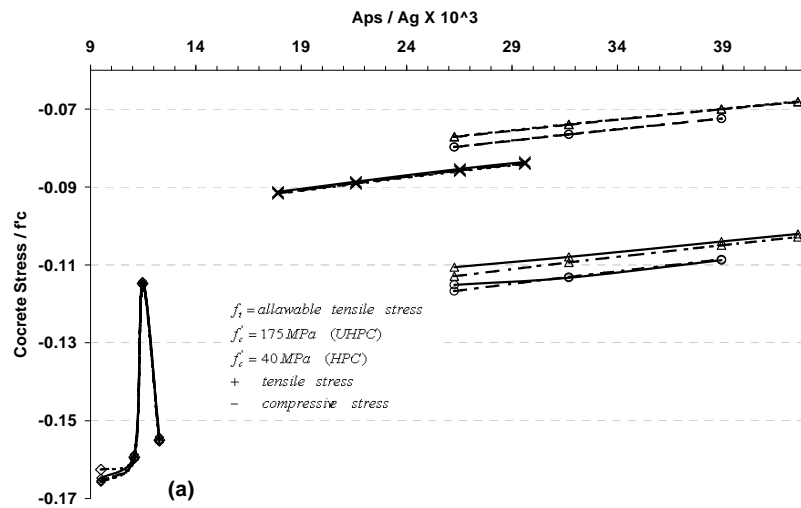 Aps / Ag X 10^3
9 14 19 24 29 34 39
-0.07
-0.09
-0.11
-0.13
-0.15
-0.17
Cocrete Stress / f'c
f_t = allawable tensile stress
f'_c = 175 MPa (UHPC)
f'_c = 40 MPa (HPC)
+ tensile stress
- compressive stress
(a)